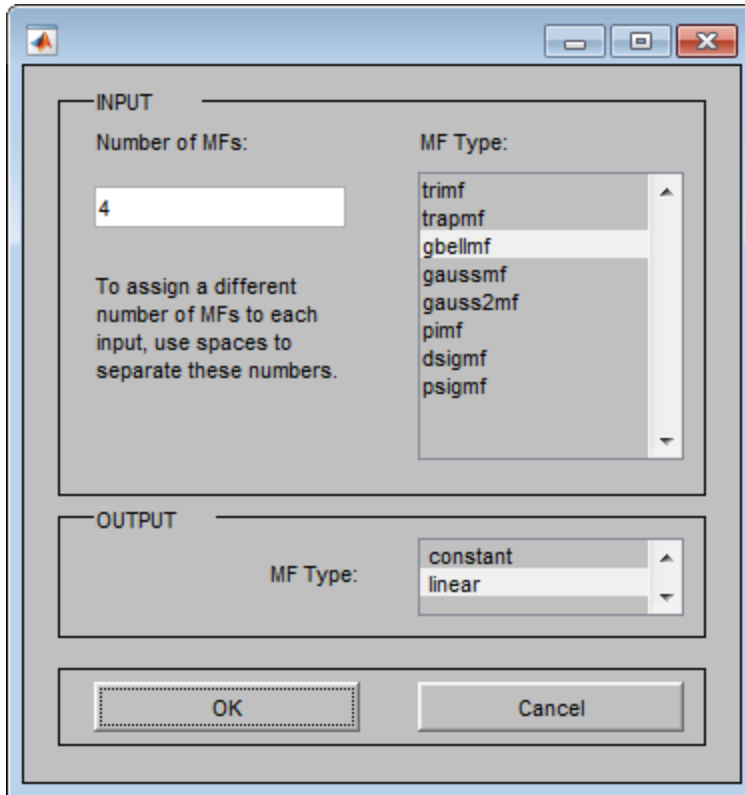 INPUT
Number of MFs:
4
To assign a different
number of MFs to each
input, use spaces to
separate these numbers.
MF Type:
trimf
trapmf
gbellmf
gaussmf
gauss2mf
pimf
dsigmf
psigmf
OUTPUT
MF Type:
constant
linear
OK
Cancel